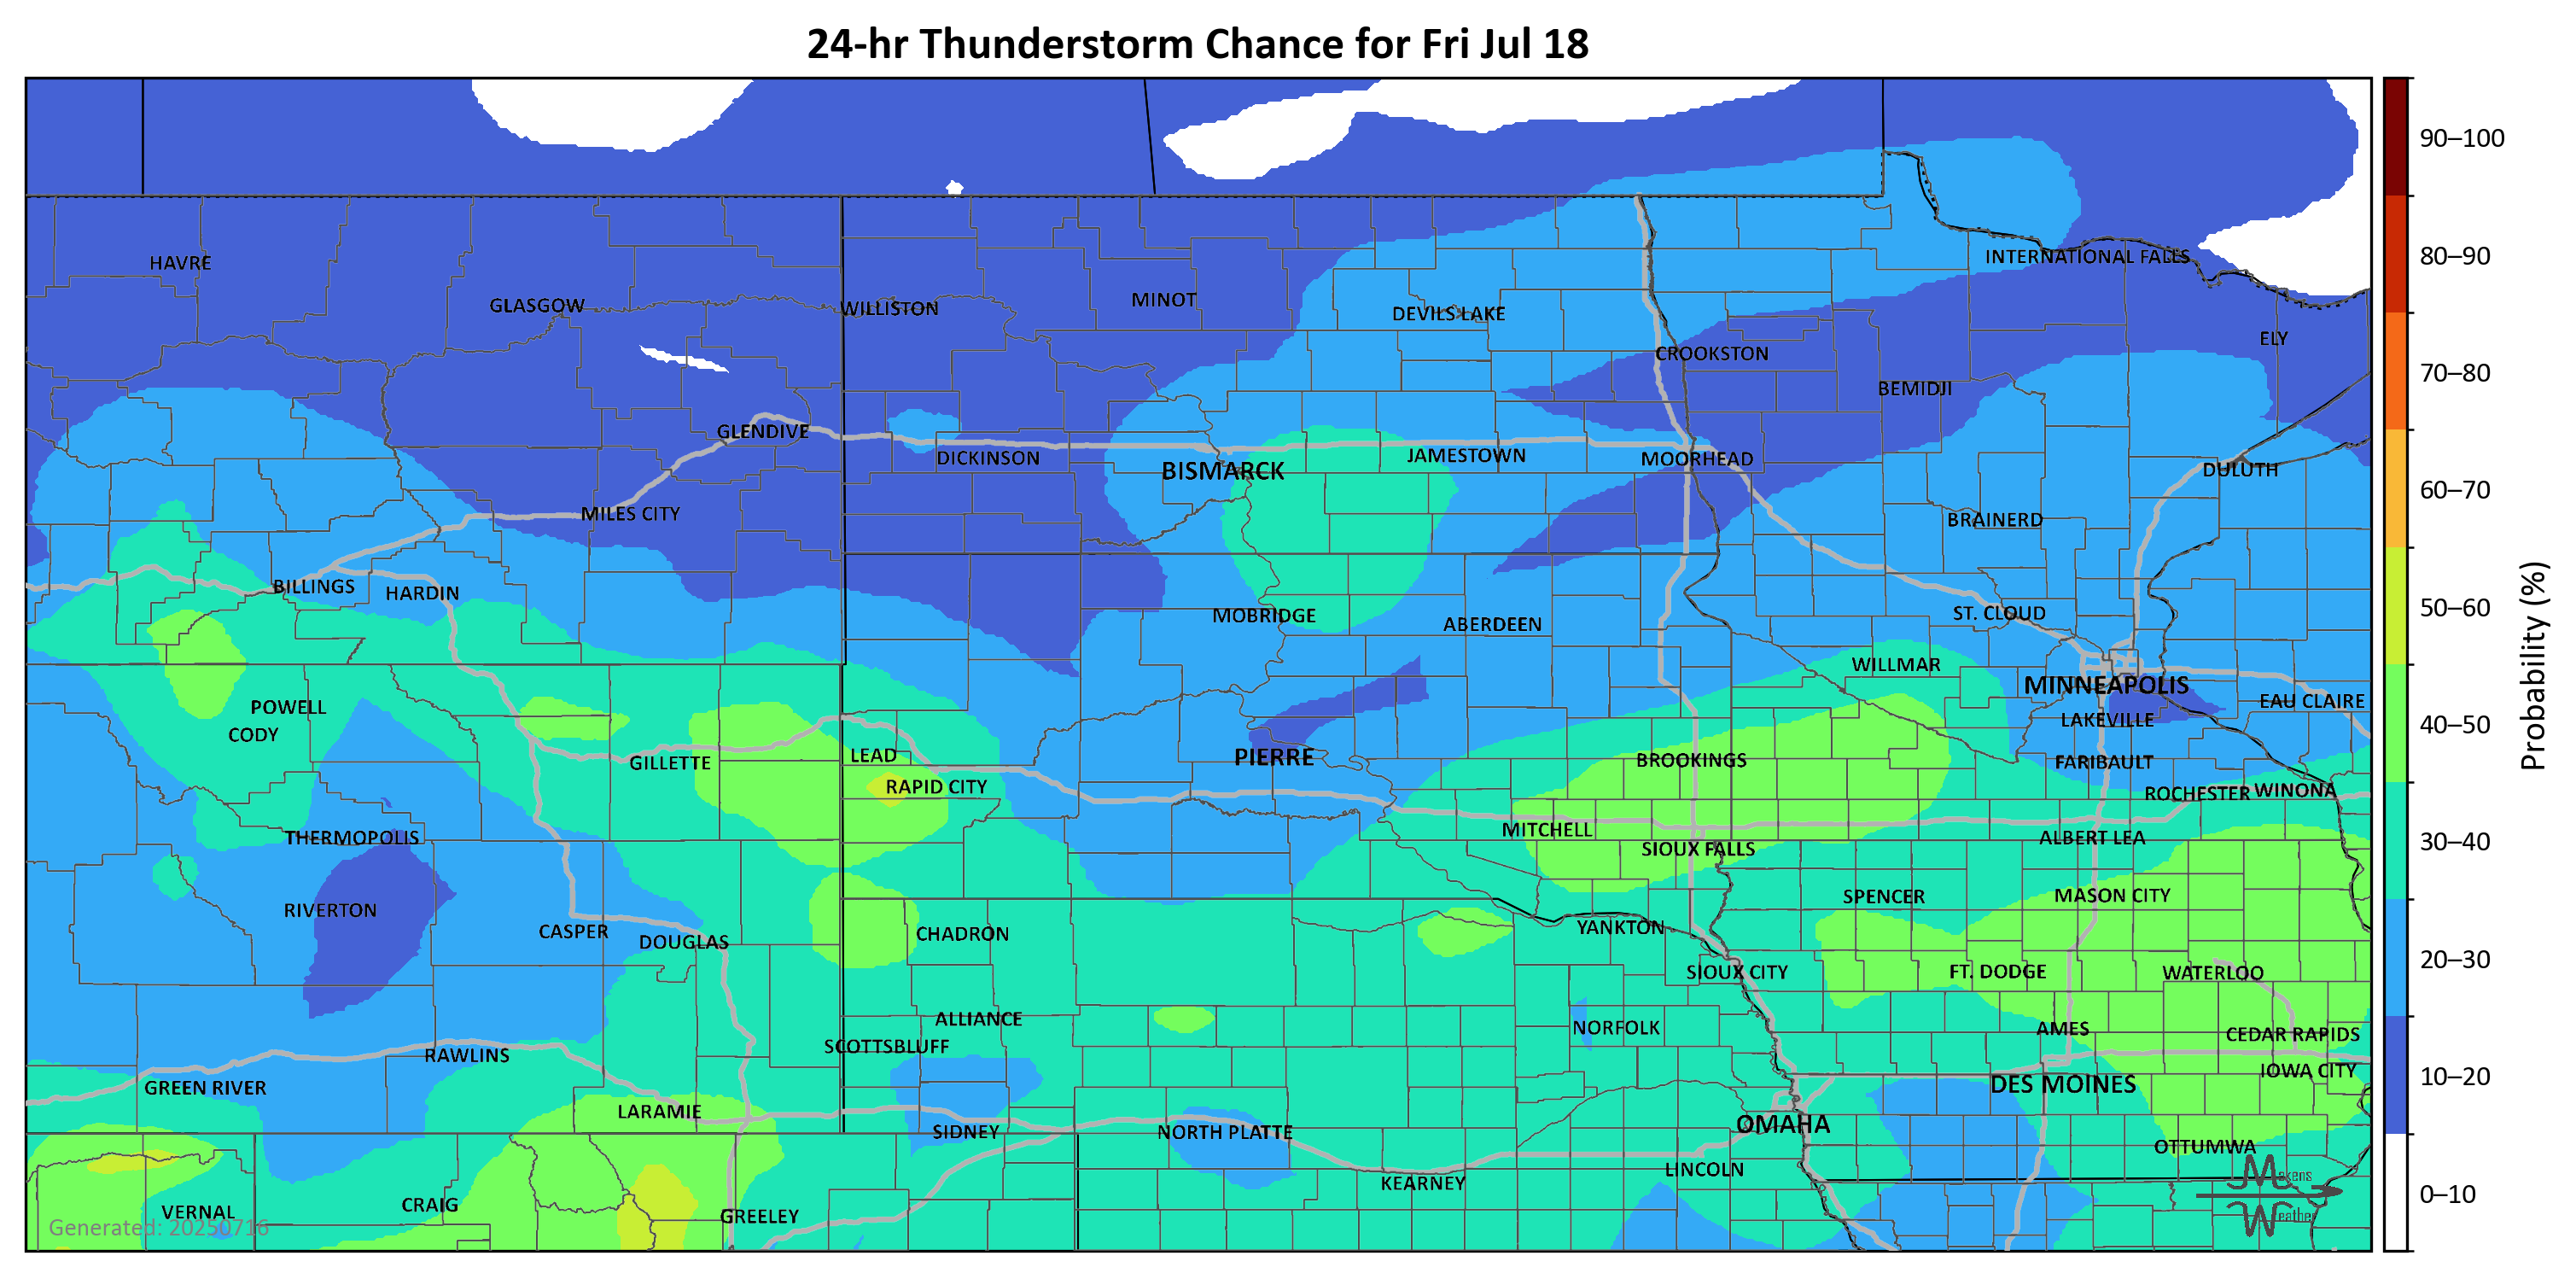 24-hr Thunderstorm Chance for Fri Jul 18
90–100
HAVRE
INTERNATIONAL FALLS
80–90
GLASGOW
WILLISTON
MINOT
DEVILS LAKE
ELY
CROOKSTON
70–80
BEMIDJI
GLENDIVE
DICKINSON
BISMARCK
JAMESTOWN
MOORHEAD
DULUTH
60–70
MILES CITY
BRAINERD
BILLINGS
HARDIN
MOBRIDGE
ABERDEEN
ST. CLOUD
50–60
WILLMAR
MINNEAPOLIS
POWELL
EAU CLAIRE
CODY
LAKEVILLE
40–50
Probability (%)
GILLETTE
LEAD
PIERRE
BROOKINGS
FARIBAULT
RAPID CITY
ROCHESTER
WINONA
THERMOPOLIS
MITCHELL
ALBERT LEA
30–40
SIOUX FALLS
RIVERTON
SPENCER
MASON CITY
CASPER
DOUGLAS
CHADRON
YANKTON
SIOUX CITY
FT. DODGE
WATERLOO
20–30
ALLIANCE
NORFOLK
AMES
CEDAR RAPIDS
RAWLINS
SCOTTSBLUFF
GREEN RIVER
DES MOINES
IOWA CITY
10–20
LARAMIE
SIDNEY
NORTH PLATTE
OMAHA
OTTUMWA
LINCOLN
KEARNEY
Makens
Weather
0–10
VERNAL
CRAIG
GREELEY
Generated: 20250716